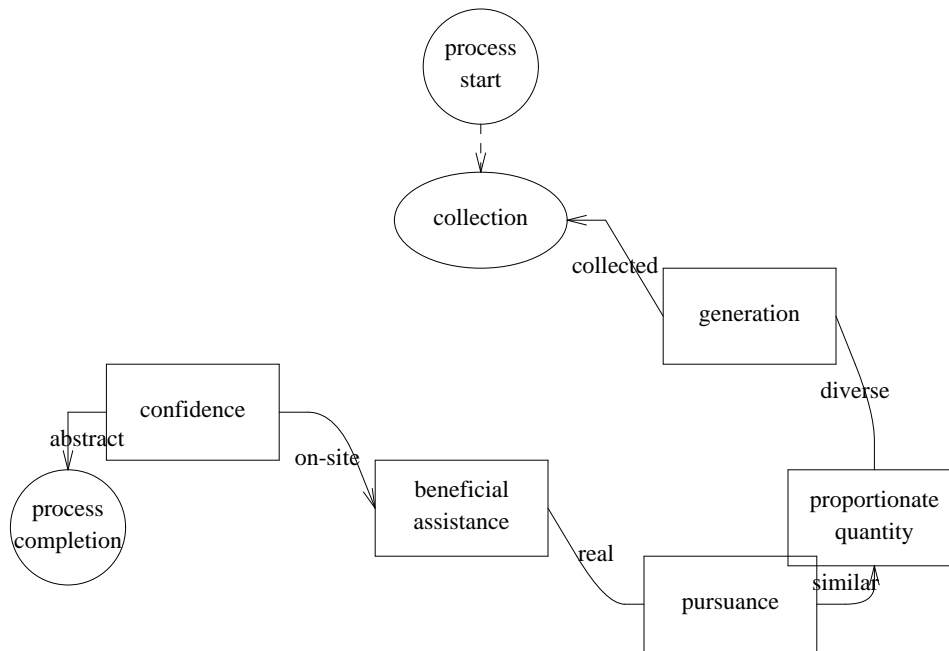 process
start
collection
collected
generation
diverse
confidence
abstract
on-site
beneficial
assistance
process
completion
proportionate
quantity
real
similar
pursuance